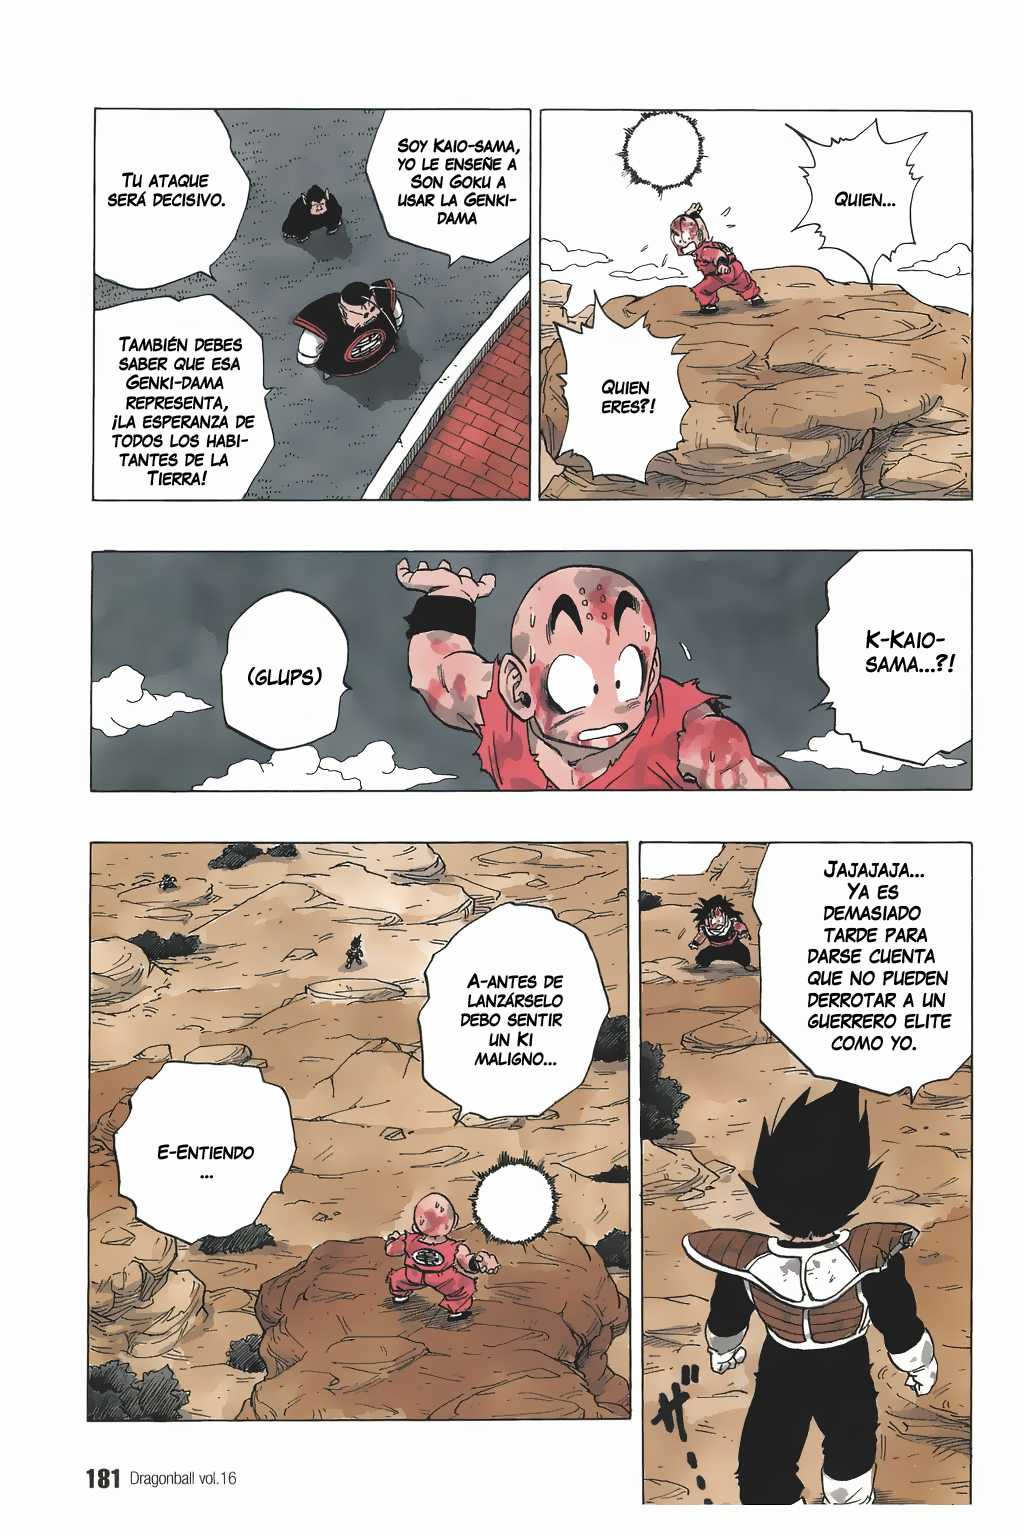 QUIEN...
QUIEN
ERES?!
SOY KAIO-SAMA,
YO LE ENSEÑE A
SON GOKU A
USAR LA GENKI-
DAMA
TU ATAQUE
SERÁ DECISIVO.
TAMBIÉN DEBES
SABER QUE ESA
GENKI-DAMA
REPRESENTA,
¡LA ESPERANZA DE
TODOS LOS HABI-
TANTES DE LA
TIERRA!
K-KAIO-
SAMA...?!
(GLUPS)
JAJAJAJA...
YA ES
DEMASIADO
TARDE PARA
DARSE CUENTA
QUE NO PUEDEN
DERROTAR A UN
GUERRERO ELITE
COMO YO.
ザ
A-ANTES DE
LANZÁRSELO
DEBO SENTIR
UN KI
MALIGNO...
E-ENTIENDO
...
181 Dragonball vol.16